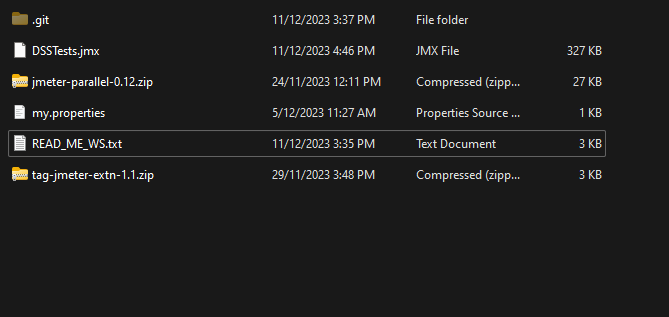 .git 11/12/2023 3:37 PM File folder
DSSTests.jmx 11/12/2023 4:46 PM JMX File 327 KB
jmeter-parallel-0.12.zip 24/11/2023 12:11 PM Compressed (zipp... 27 KB
my.properties 5/12/2023 11:27 AM Properties Source ... 1 KB
READ_ME_WS.txt 11/12/2023 3:35 PM Text Document 3 KB
tag-jmeter-extn-1.1.zip 29/11/2023 3:48 PM Compressed (zipp... 3 KB